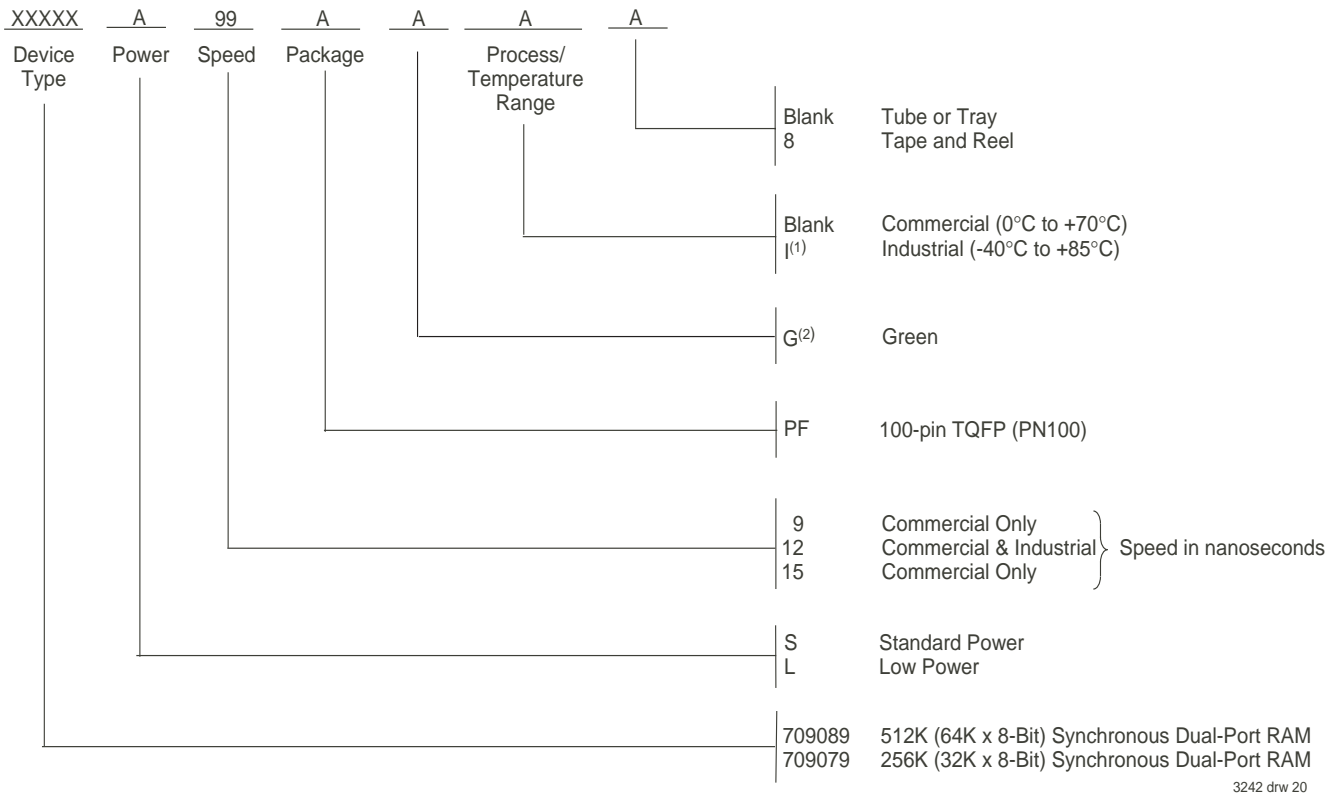 XXXXX A 99 A A A A
Device Type Power Speed Package Process/ Temperature Range
Blank Tube or Tray
8 Tape and Reel
Blank Commercial (0°C to +70°C)
I(1) Industrial (-40°C to +85°C)
G(2) Green
PF 100-pin TQFP (PN100)
9 Commercial Only
12 Commercial & Industrial Speed in nanoseconds
15 Commercial Only
S Standard Power
L Low Power
709089 512K (64K x 8-Bit) Synchronous Dual-Port RAM
709079 256K (32K x 8-Bit) Synchronous Dual-Port RAM
3242 drw 20